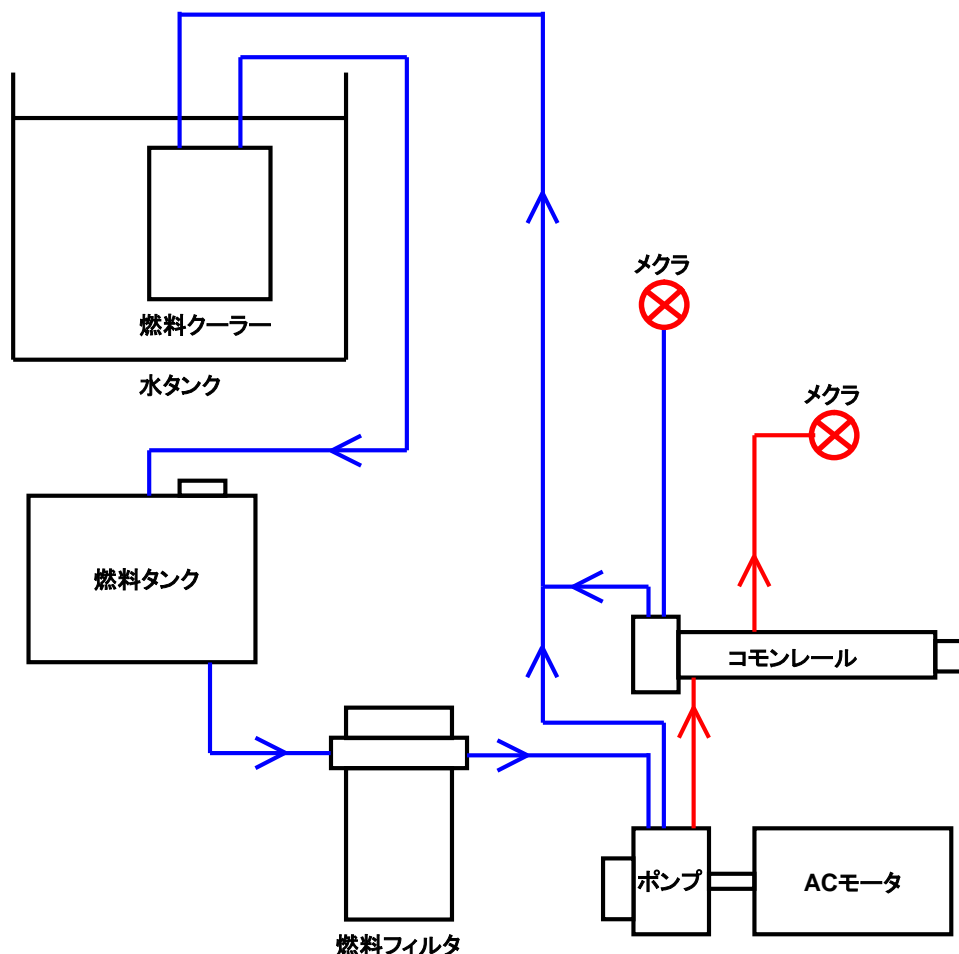 メクラ
燃料クーラー
水タンク
メクラ
燃料タンク
コモンレール
ポンプ
ACモータ
燃料フィルタ